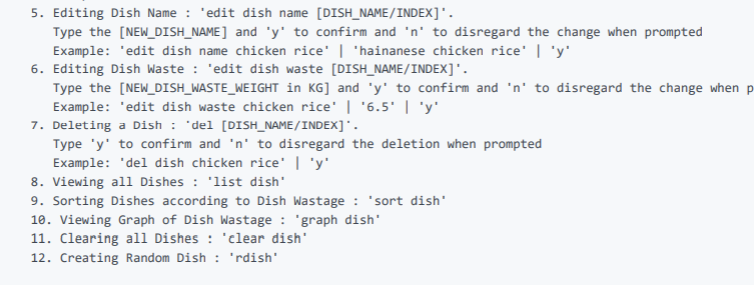 5. Editing Dish Name : 'edit dish name [DISH_NAME/INDEX]'.
Type the [NEW_DISH_NAME] and 'y' to confirm and 'n' to disregard the change when prompted
Example: 'edit dish name chicken rice' | 'hainanese chicken rice' | 'y'
6. Editing Dish Waste : 'edit dish waste [DISH_NAME/INDEX]'.
Type the [NEW_DISH_WASTE_WEIGHT in KG] and 'y' to confirm and 'n' to disregard the change when p
Example: 'edit dish waste chicken rice' | '6.5' | 'y'
7. Deleting a Dish : 'del [DISH_NAME/INDEX]'.
Type 'y' to confirm and 'n' to disregard the deletion when prompted
Example: 'del dish chicken rice' | 'y'
8. Viewing all Dishes : 'list dish'
9. Sorting Dishes according to Dish Wastage : 'sort dish'
10. Viewing Graph of Dish Wastage : 'graph dish'
11. Clearing all Dishes : 'clear dish'
12. Creating Random Dish : 'rdish'